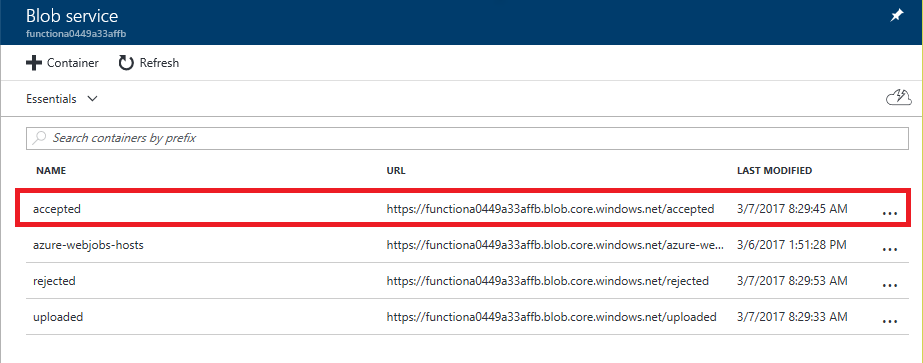 Blob service
functiona0449a33affb
Container Refresh
Essentials
Search containers by prefix
NAME URL LAST MODIFIED
accepted https://functiona0449a33affb.blob.core.windows.net/accepted 3/7/2017 8:29:45 AM ...
azure-webjobs-hosts https://functiona0449a33affb.blob.core.windows.net/azure-we... 3/6/2017 1:51:28 PM ...
rejected https://functiona0449a33affb.blob.core.windows.net/rejected 3/7/2017 8:29:53 AM ...
uploaded https://functiona0449a33affb.blob.core.windows.net/uploaded 3/7/2017 8:29:33 AM ...